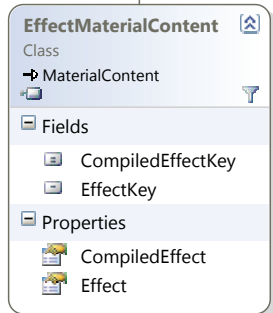 EffectMaterialContent
Class
MaterialContent
Fields
CompiledEffectKey
EffectKey
Properties
CompiledEffect
Effect